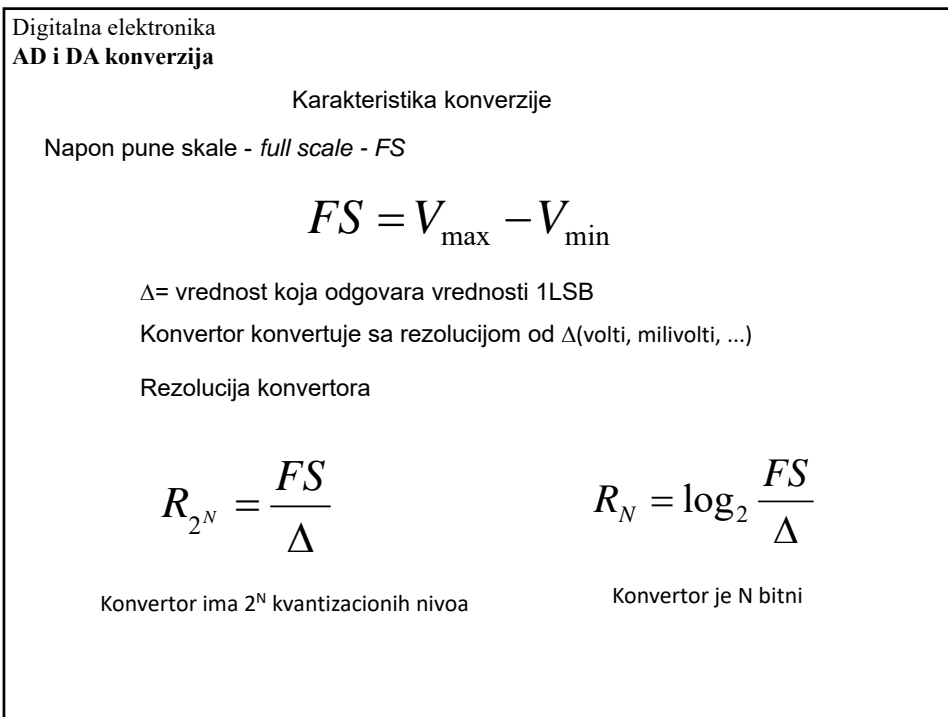 Digitalna elektronika
AD i DA konverzija
Karakteristika konverzije
Napon pune skale - full scale - FS
FS = V_max − V_min
Δ= vrednost koja odgovara vrednosti 1LSB
Konvertor konvertuje sa rezolucijom od Δ(volti, milivolti, ...)
Rezolucija konvertora
R_{2^N} = FS/Δ
R_N = log_2 FS/Δ
Konvertor ima 2^N kvantizacionih nivoa
Konvertor je N bitni